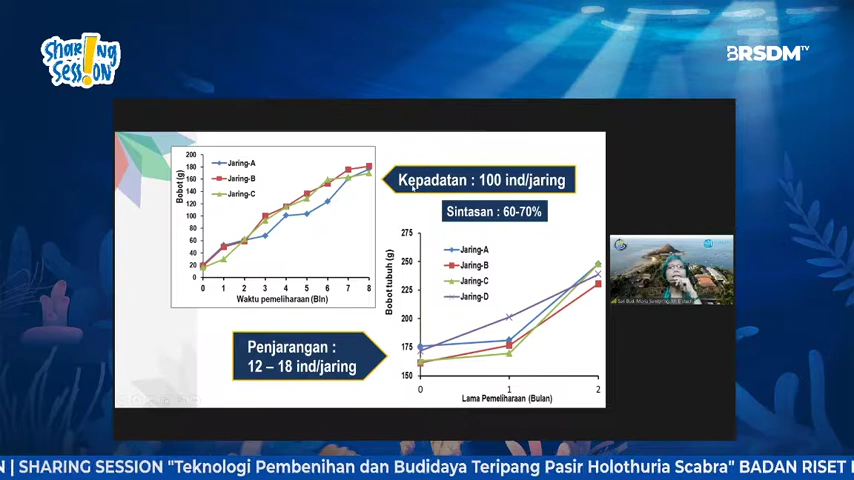 Sharing
Sess!on
BRSDM TV
200
180
160
140
120
100
80
60
40
20
0
Bobot (g)
Jaring-A
Jaring-B
Jaring-C
0 1 2 3 4 5 6 7 8
Waktu pemeliharaan (Bln)
Kepadatan : 100 ind/jaring
Sintasan : 60-70%
275
250
225
200
175
150
Bobot tubuh (g)
Jaring-A
Jaring-B
Jaring-C
Jaring-D
0 1 2
Lama Pemeliharaan (Bulan)
Penjarangan :
12 – 18 ind/jaring
N | SHARING SESSION "Teknologi Pembenihan dan Budidaya Teripang Pasir Holothuria Scabra" BADAN RISET